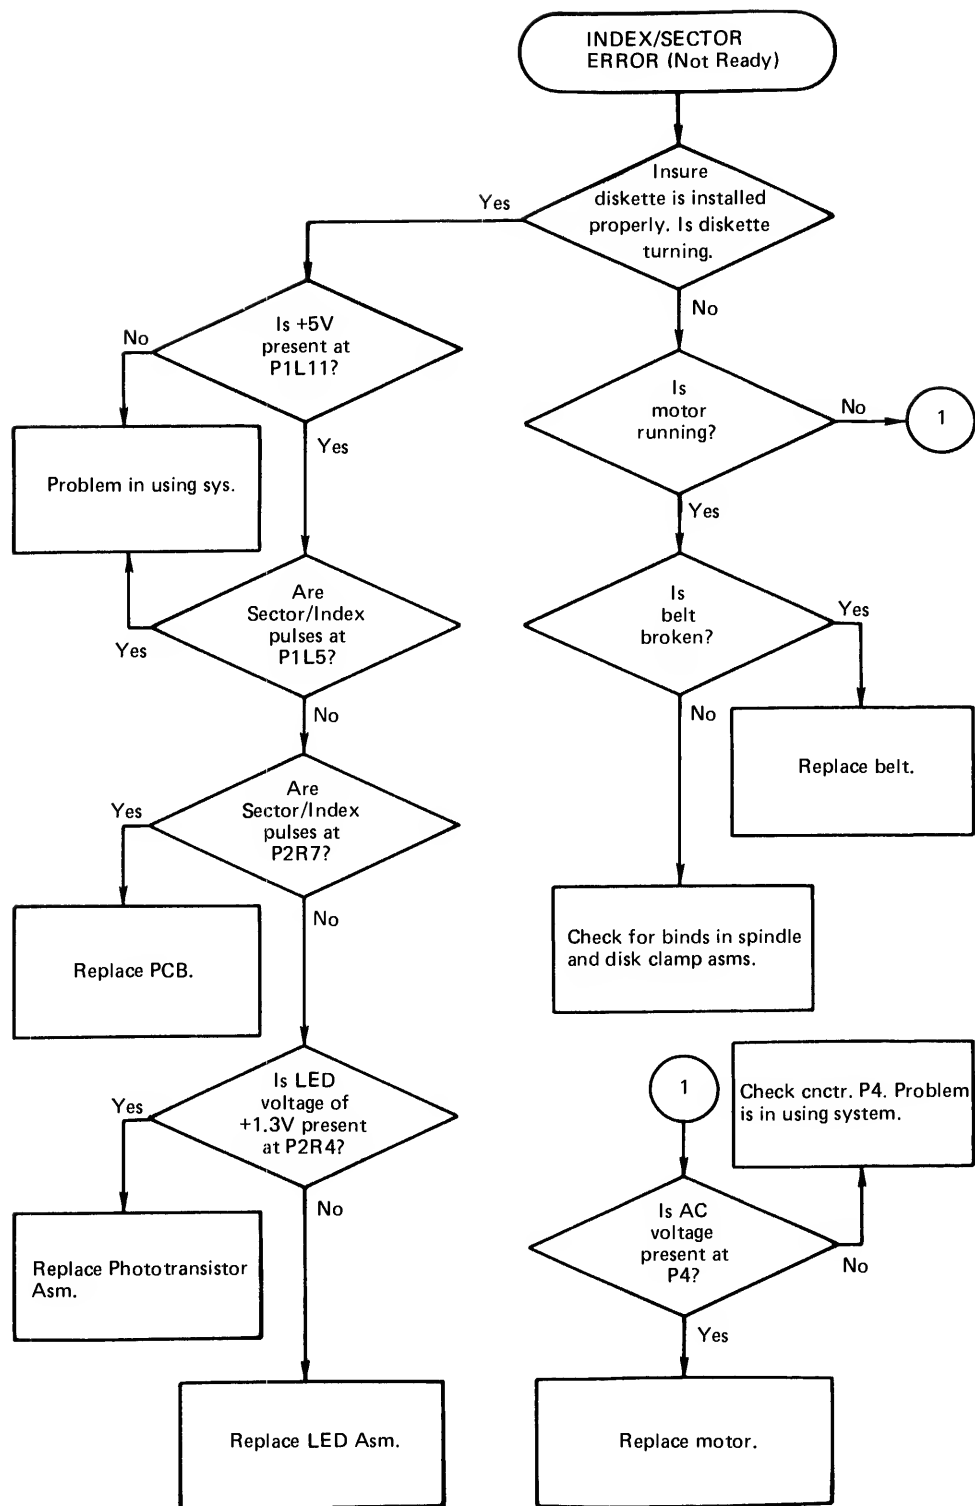 INDEX/SECTOR
ERROR (Not Ready)
Insure
diskette is installed
properly. Is diskette
turning.
Yes
No
Is +5V
present at
P1L11?
No
Yes
Problem in using sys.
Is
motor
running?
No
1
Yes
Are
Sector/Index
pulses at
P1L5?
Yes
No
Is
belt
broken?
Yes
No
Replace belt.
Are
Sector/Index
pulses at
P2R7?
Yes
No
Replace PCB.
Check for binds in spindle
and disk clamp asms.
Is LED
voltage of
+1.3V present
at P2R4?
Yes
No
Replace Phototransistor
Asm.
Replace LED Asm.
1
Check cnctr. P4. Problem
is in using system.
Is AC
voltage
present at
P4?
No
Yes
Replace motor.